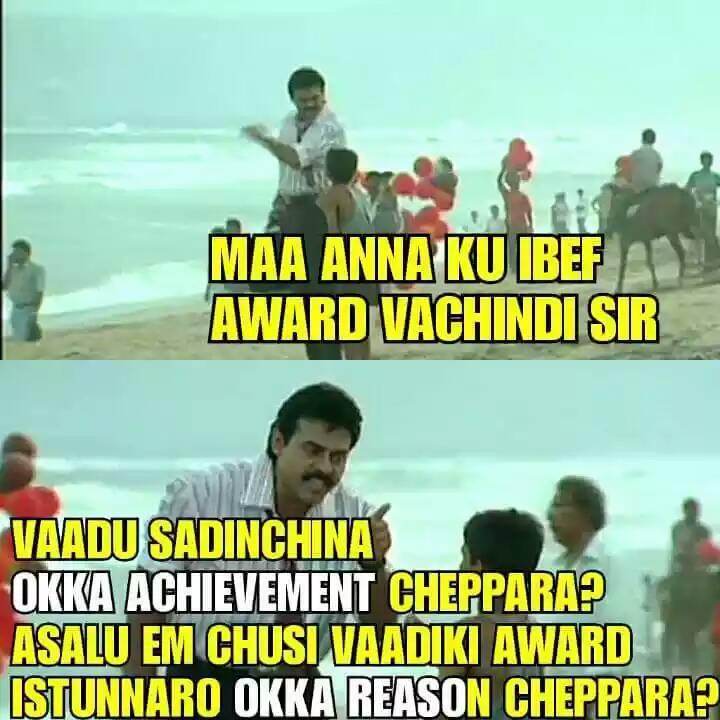 MAA ANNA KU IBEF
AWARD VACHINDI SIR
VAADU SADINCHINA
OKKA ACHIEVEMENT CHEPPARA?
ASALU EM CHUSI VAADIKI AWARD
ISTUNNARO OKKA REASON CHEPPARA?